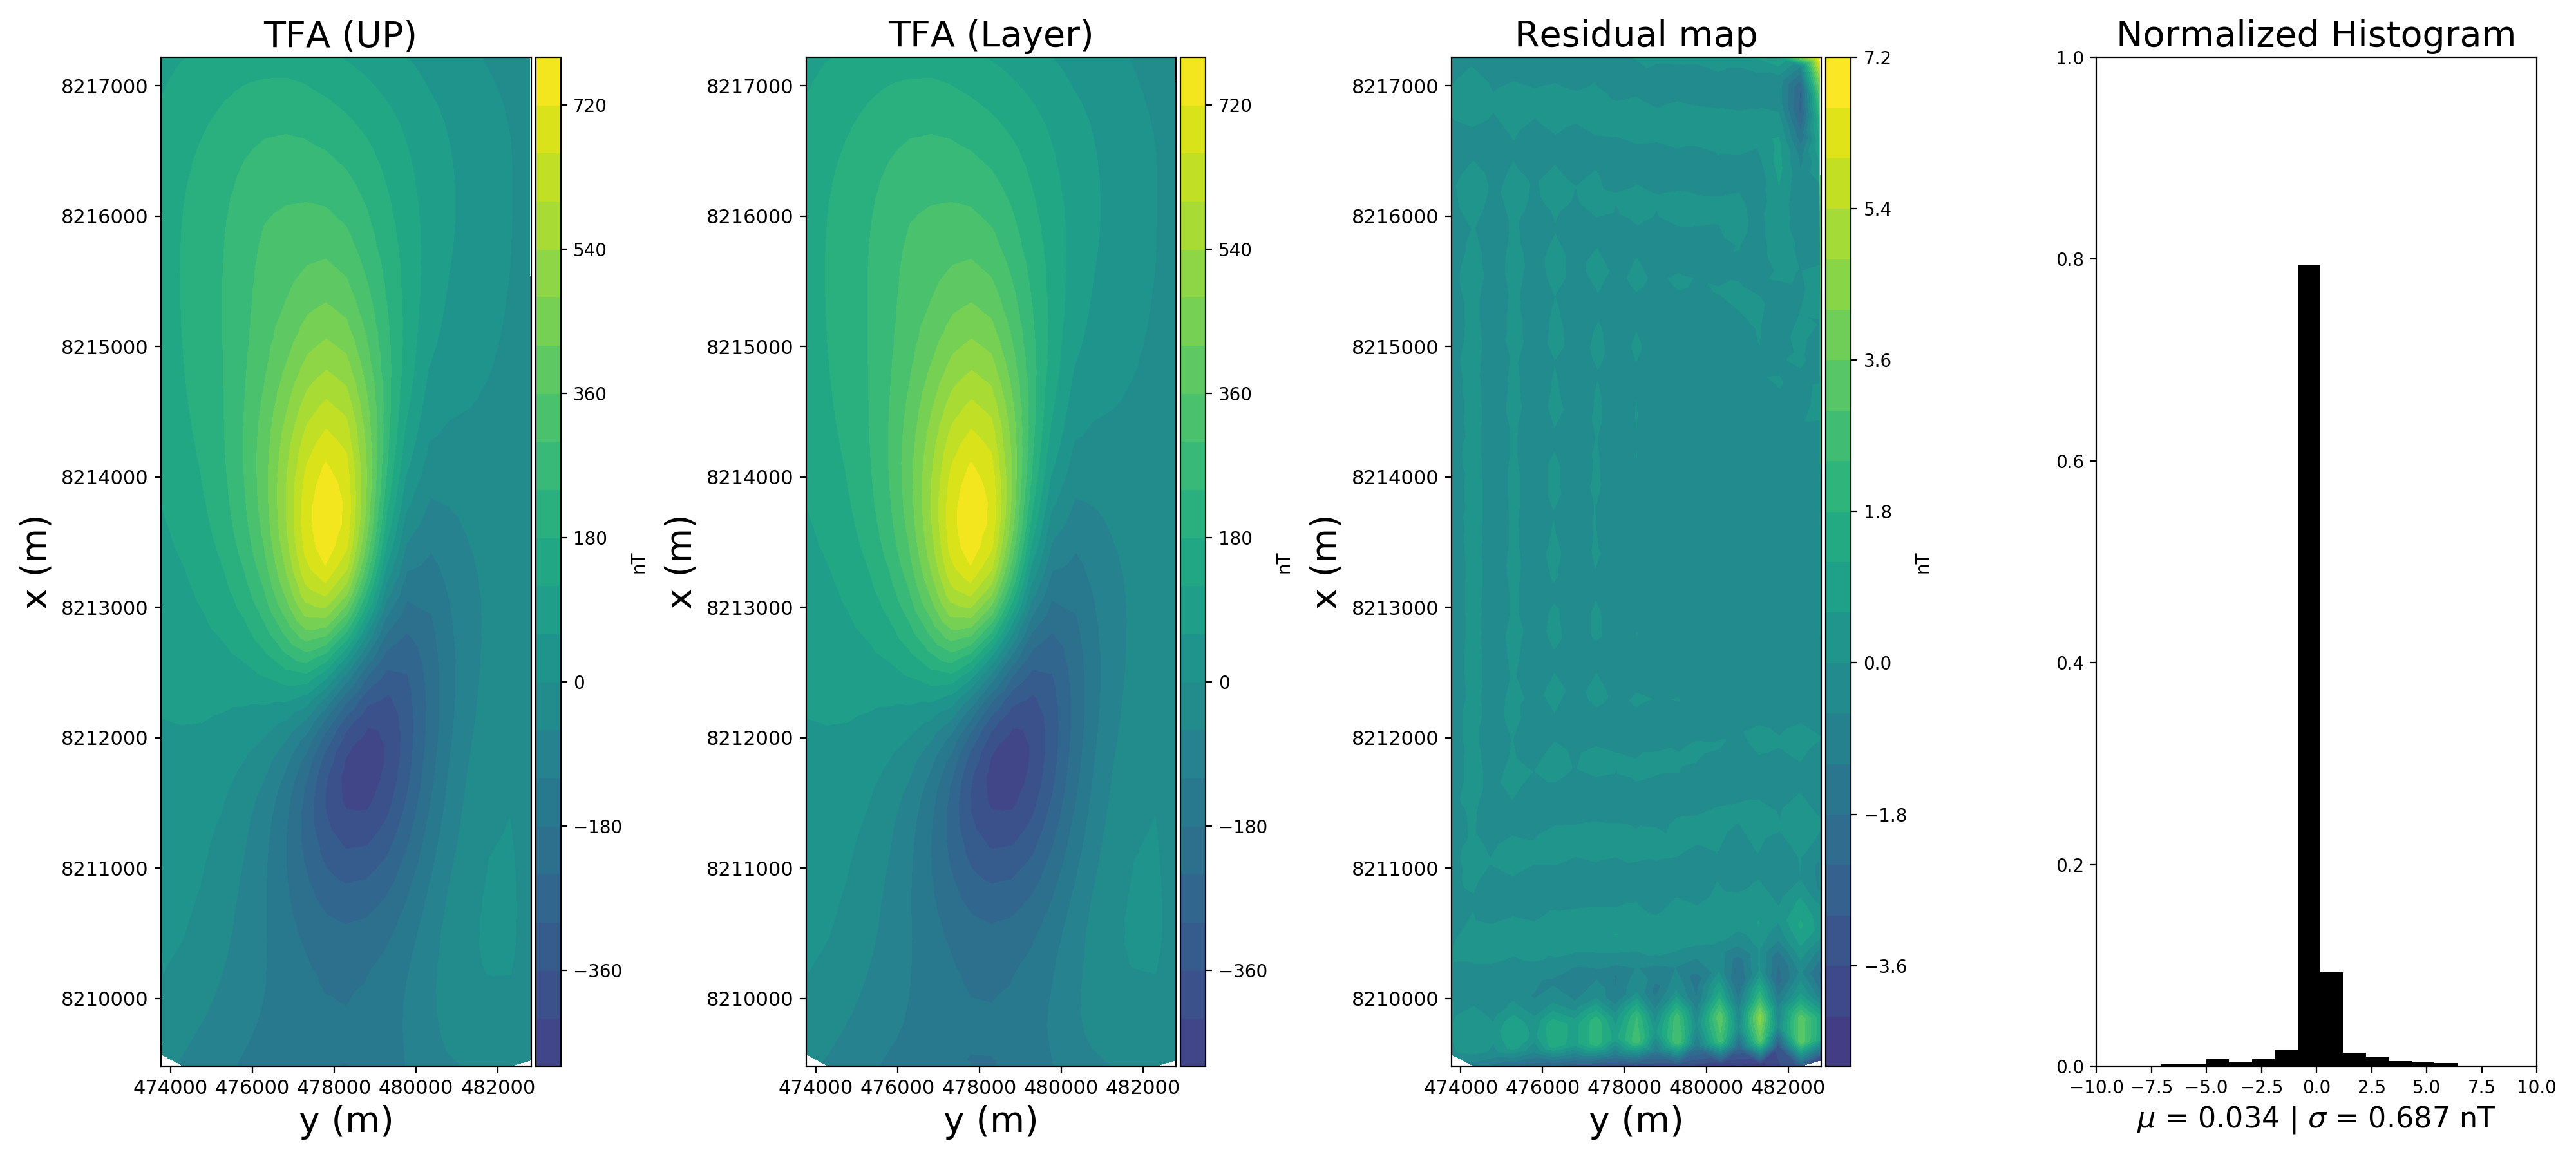 TFA (UP)
8217000
8216000
8215000
8214000
8213000
8212000
8211000
8210000
x (m)
474000 476000 478000 480000 482000
y (m)
720
540
360
180
0
−180
−360
nT
TFA (Layer)
8217000
8216000
8215000
8214000
8213000
8212000
8211000
8210000
x (m)
474000 476000 478000 480000 482000
y (m)
720
540
360
180
0
−180
−360
nT
Residual map
8217000
8216000
8215000
8214000
8213000
8212000
8211000
8210000
x (m)
474000 476000 478000 480000 482000
y (m)
7.2
5.4
3.6
1.8
0.0
−1.8
−3.6
nT
Normalized Histogram
1.0
0.8
0.6
0.4
0.2
0.0
−10.0 −7.5 −5.0 −2.5 0.0 2.5 5.0 7.5 10.0
μ = 0.034 | σ = 0.687 nT